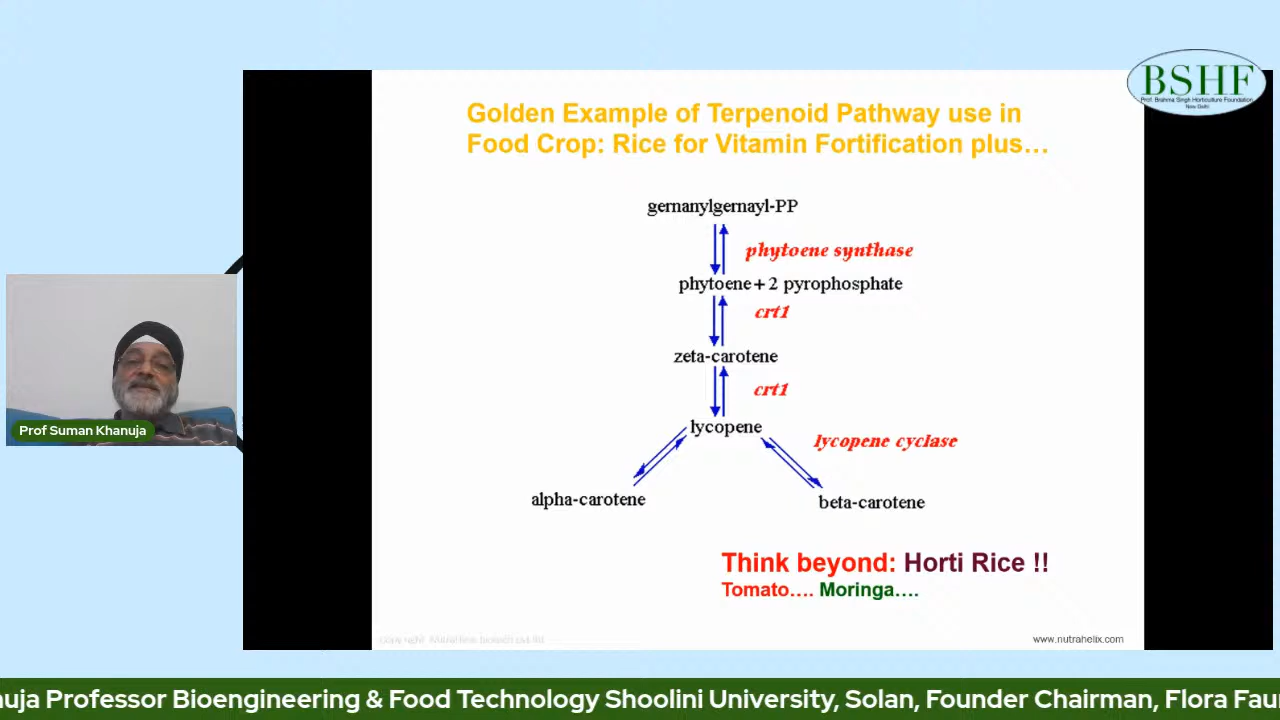 BSHF
Prof. Brahma Singh Horticulture Foundation
New Delhi
Golden Example of Terpenoid Pathway use in
Food Crop: Rice for Vitamin Fortification plus…
gernanylgernayl-PP
phytoene synthase
phytoene + 2 pyrophosphate
crt1
zeta-carotene
crt1
lycopene
lycopene cyclase
alpha-carotene
beta-carotene
Prof Suman Khanuja
Think beyond: Horti Rice !!
Tomato…. Moringa….
www.nutrahelix.com
nuja Professor Bioengineering & Food Technology Shoolini University, Solan, Founder Chairman, Flora Fau